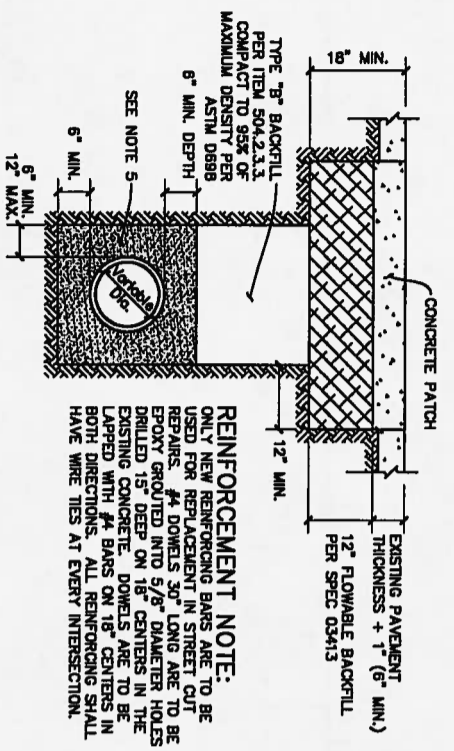 CONCRETE PATCH
EXISTING PAVEMENT
THICKNESS + 1" (6" MIN.)
12" FLOWABLE BACKFILL
PER SPEC 03413
18" MIN.
12" MIN.
TYPE "B" BACKFILL
PER ITEM 504.2.3.3.
COMPACT TO 95% OF
MAXIMUM DENSITY PER
ASTM D698
6" MIN. DEPTH
SEE NOTE 5
6" MIN.
6" MIN.
12" MAX.
Variable
Dia.
REINFORCEMENT NOTE:
ONLY NEW REINFORCING BARS ARE TO BE
USED FOR REPLACEMENT IN STREET CUT
REPAIRS. #4 DOWELS 30" LONG ARE TO BE
EPOXY GROUTED INTO 5/8" DIAMETER HOLES
DRILLED 15" DEEP ON 18" CENTERS IN THE
EXISTING CONCRETE. DOWELS ARE TO BE
LAPPED WITH #4 BARS ON 18" CENTERS IN
BOTH DIRECTIONS. ALL REINFORCING SHALL
HAVE WIRE TIES AT EVERY INTERSECTION.